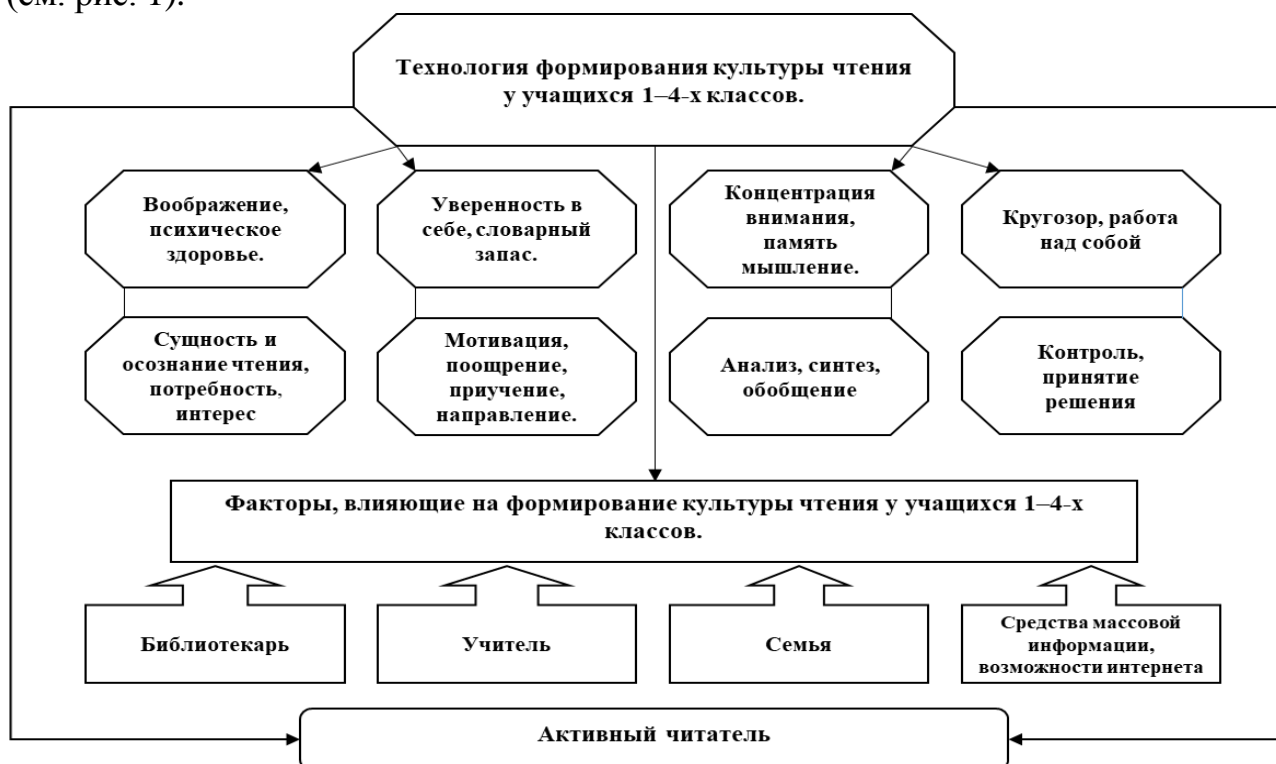 (см. рис. 1).
Технология формирования культуры чтения
у учащихся 1–4-х классов.
Воображение,
психическое
здоровье.
Уверенность в
себе, словарный
запас.
Концентрация
внимания,
память
мышление.
Кругозор, работа
над собой
Сущность и
осознание чтения,
потребность,
интерес
Мотивация,
поощрение,
приучение,
направление.
Анализ, синтез,
обобщение
Контроль,
принятие
решения
Факторы, влияющие на формирование культуры чтения у учащихся 1–4-х
классов.
Библиотекарь
Учитель
Семья
Средства массовой
информации,
возможности интернета
Активный читатель